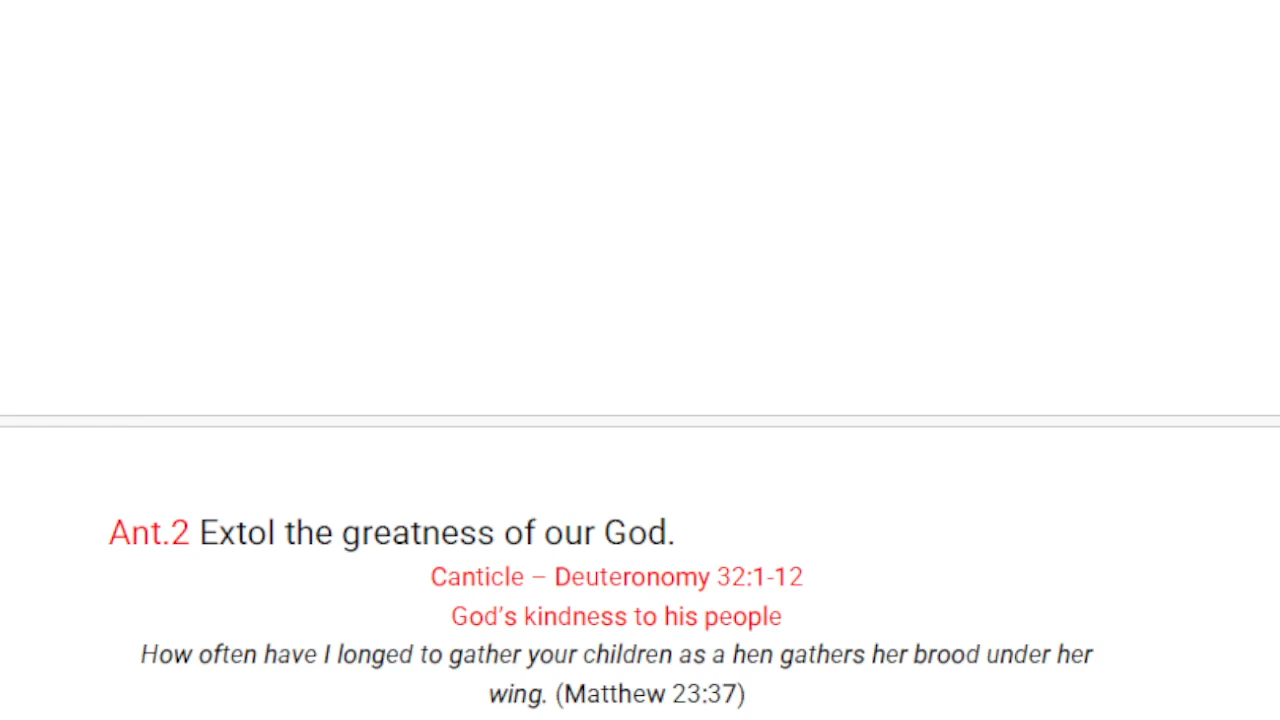 Ant.2 Extol the greatness of our God.
Canticle – Deuteronomy 32:1-12
God's kindness to his people
How often have I longed to gather your children as a hen gathers her brood under her
wing. (Matthew 23:37)